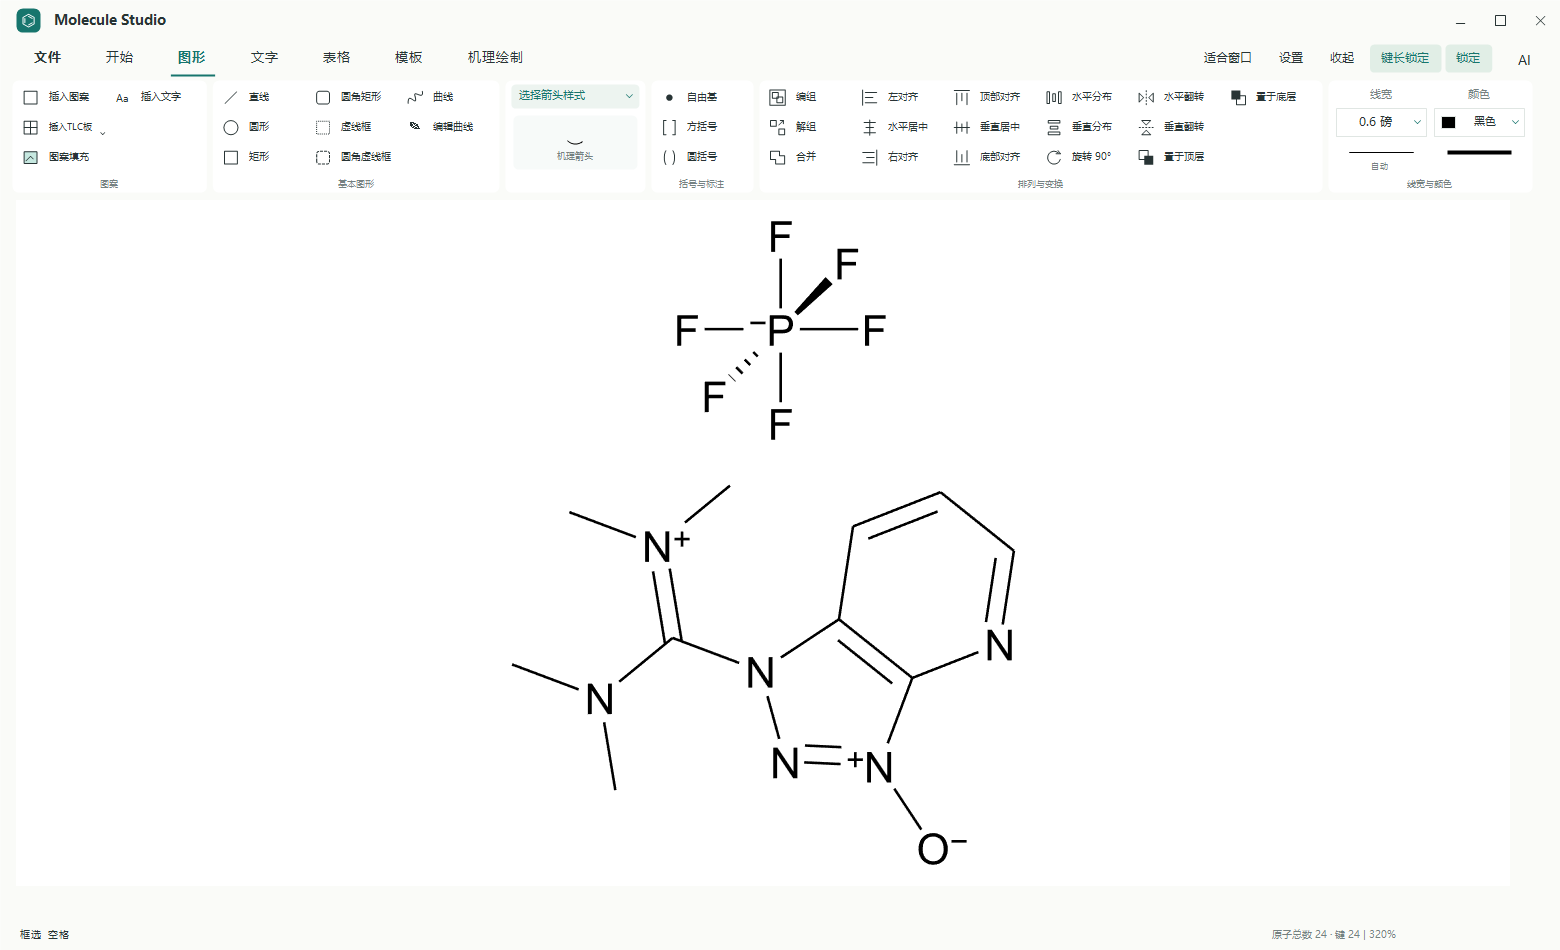 Molecule Studio
文件 开始 图形 文字 表格 模板 机理绘制 适合窗口 设置 收起 键长锁定 锁定 AI
插入图案 Aa 插入文字 直线 圆角矩形 曲线 选择箭头样式 自由基 编组 左对齐 顶部对齐 水平分布 水平翻转 置于底层 线宽 颜色
插入TLC板 圆形 虚线框 编辑曲线 方括号 解组 水平居中 垂直居中 垂直分布 垂直翻转 0.6 磅 黑色
图案填充 矩形 圆角虚线框 机理箭头 圆括号 合并 右对齐 底部对齐 旋转 90° 置于顶层 自动
图案 基本图形 括号与标注 排列与变换 线宽与颜色
F
F
F −P F
F
F
N+
N
N
N
N +N
O−
框选 空格 原子总数 24 · 键 24 | 320%